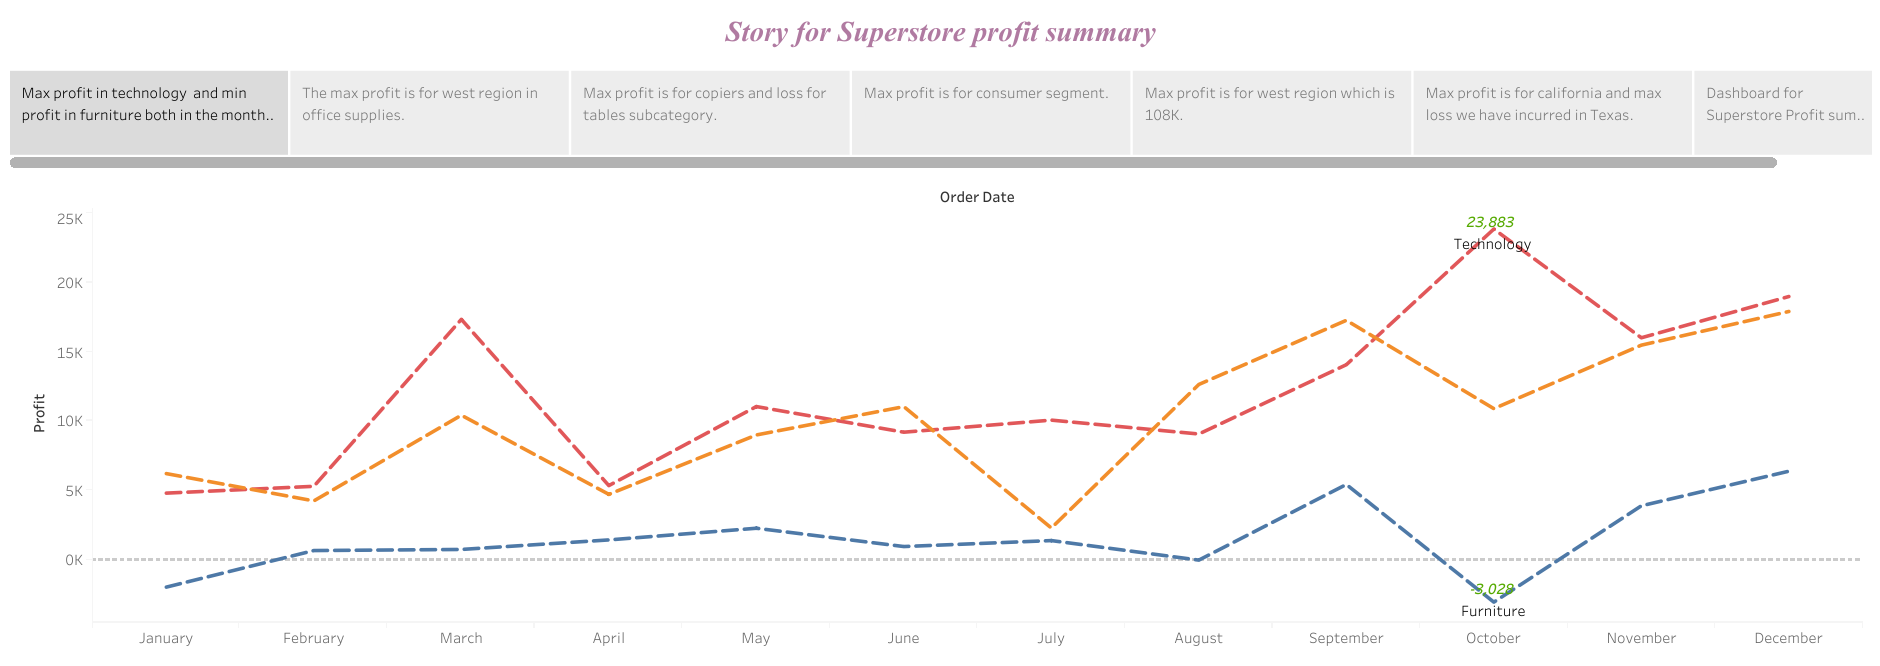 Story for Superstore profit summary
Max profit in technology  and min
profit in furniture both in the month..
The max profit is for west region in
office supplies.
Max profit is for copiers and loss for
tables subcategory.
Max profit is for consumer segment.
Max profit is for west region which is
108K.
Max profit is for california and max
loss we have incurred in Texas.
Dashboard for
Superstore Profit sum..
Order Date
25K
20K
15K
10K
5K
0K
Profit
23,883
Technology
-3,028
Furniture
January February March April May June July August September October November December